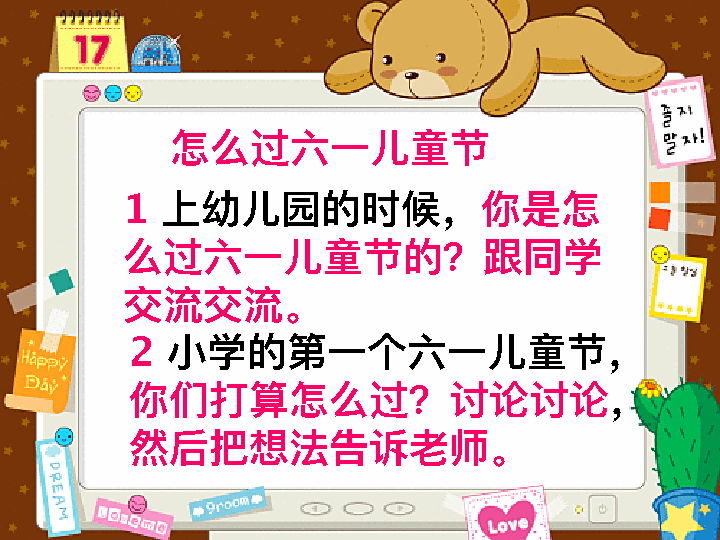 17
怎么过六一儿童节
1 上幼儿园的时候，你是怎
么过六一儿童节的？跟同学
交流交流。
2 小学的第一个六一儿童节，
你们打算怎么过？讨论讨论，
然后把想法告诉老师。
졸지
말자!
Happy
Day
DREAM
Love me
9room
Love